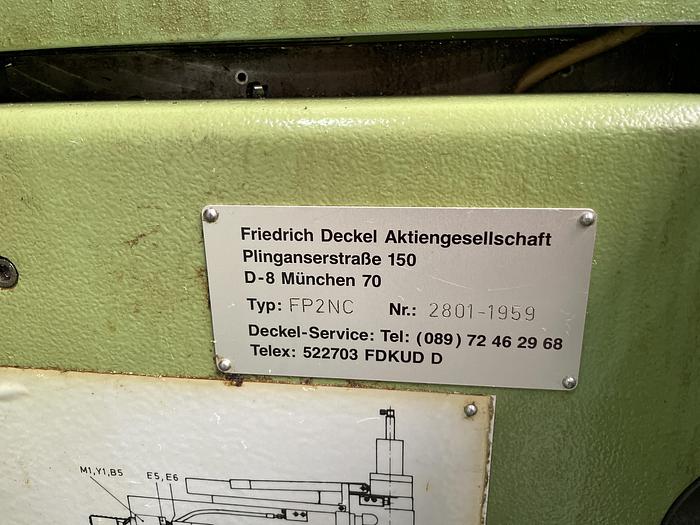 Friedrich Deckel Aktiengesellschaft
Plinganserstraße 150
D-8 München 70
Typ: FP2NC Nr.: 2801-1959
Deckel-Service: Tel: (089) 72 46 29 68
Telex: 522703 FDKUD D
M1,Y1,B5 E5,E6